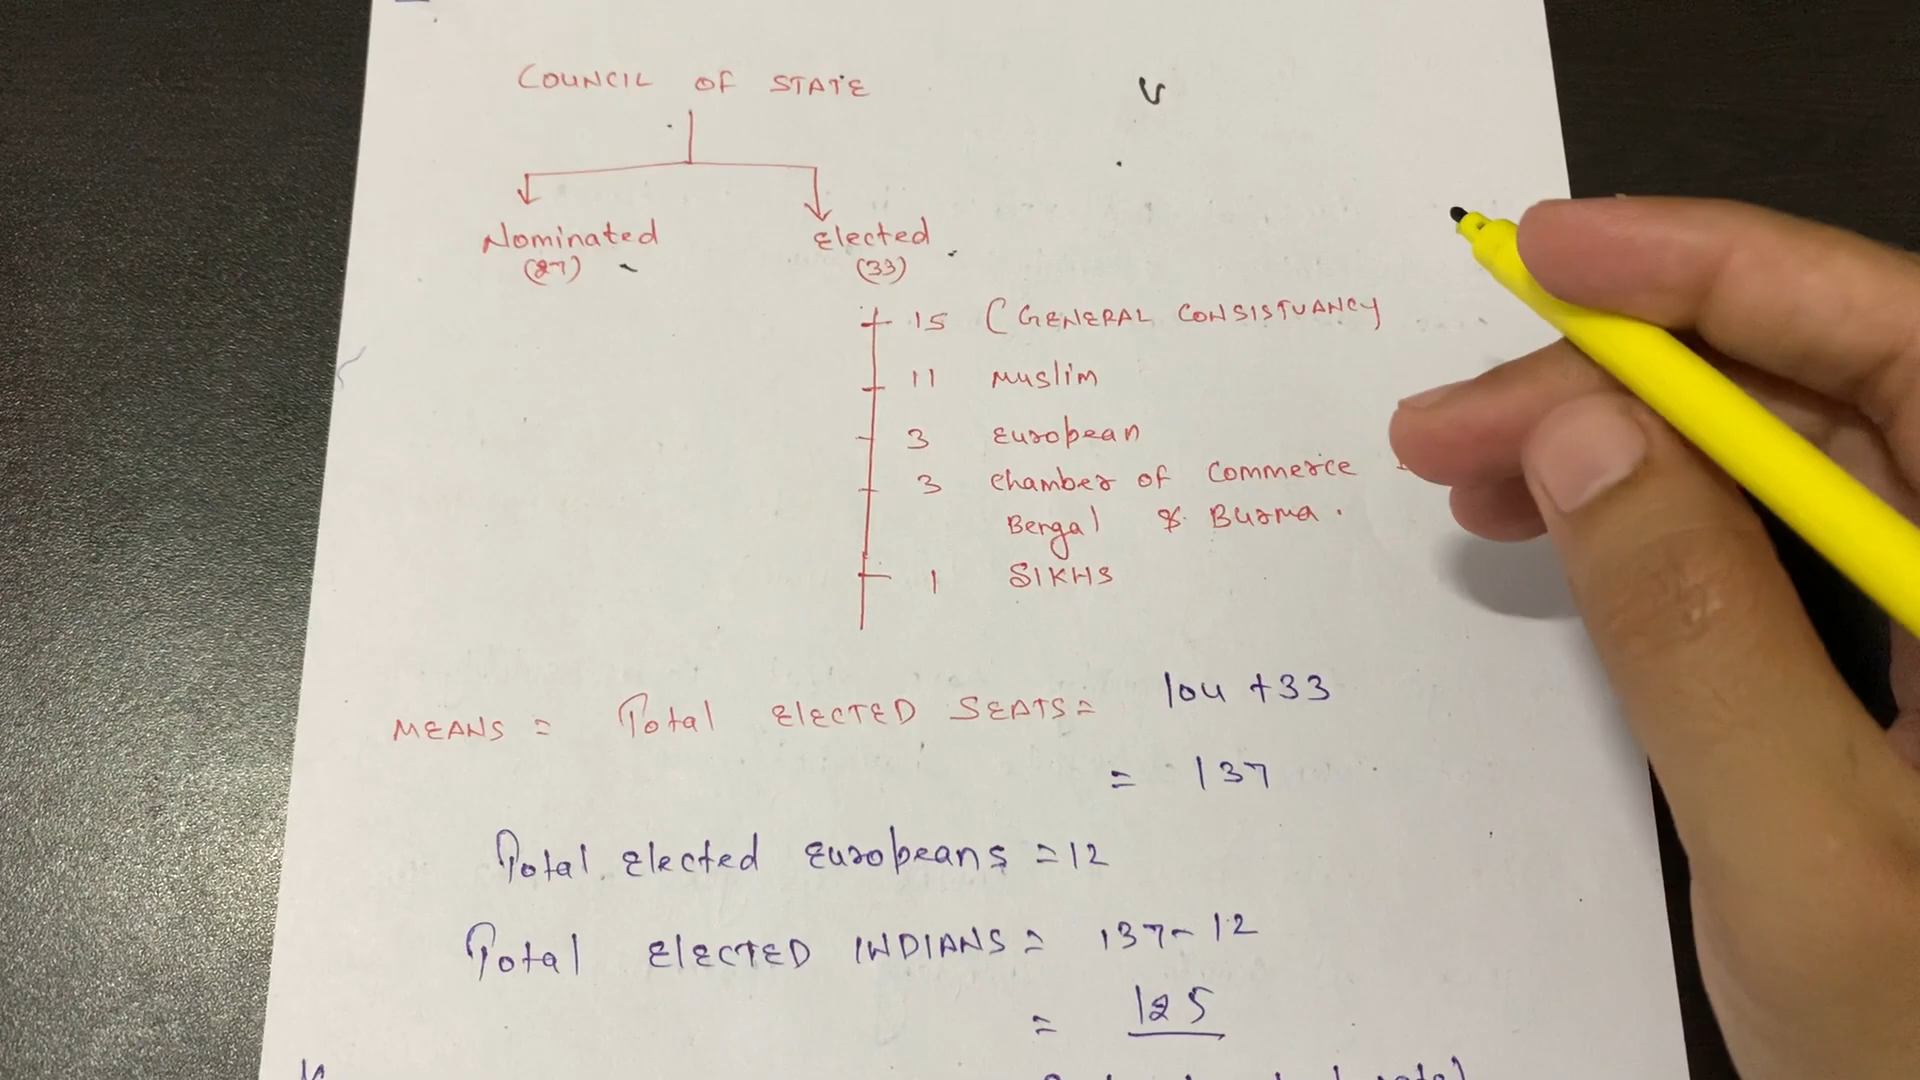 COUNCIL OF STATE
Nominated Elected
(27) (33)
15 (GENERAL CONSISTUANCY
11 Muslim
3 European
3 Chamber of Commerce
Bengal & Burma.
1 SIKHS
MEANS = Total ElECTED SEATS = 104 + 33
= 137
Total Elected Europeans = 12
Total ElECTED INDIANS = 137 - 12
= 125